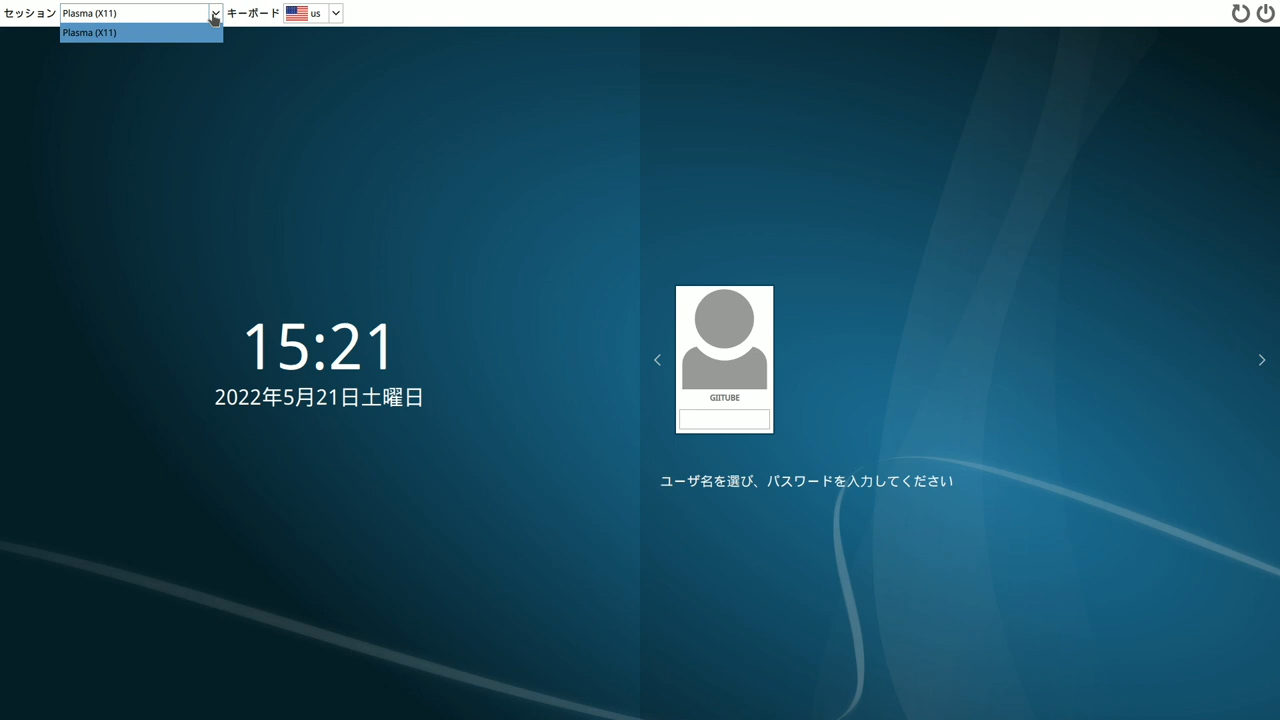 セッション Plasma (X11) キーボード us
Plasma (X11)
15:21
2022年5月21日土曜日
GIITUBE
ユーザ名を選び、パスワードを入力してください